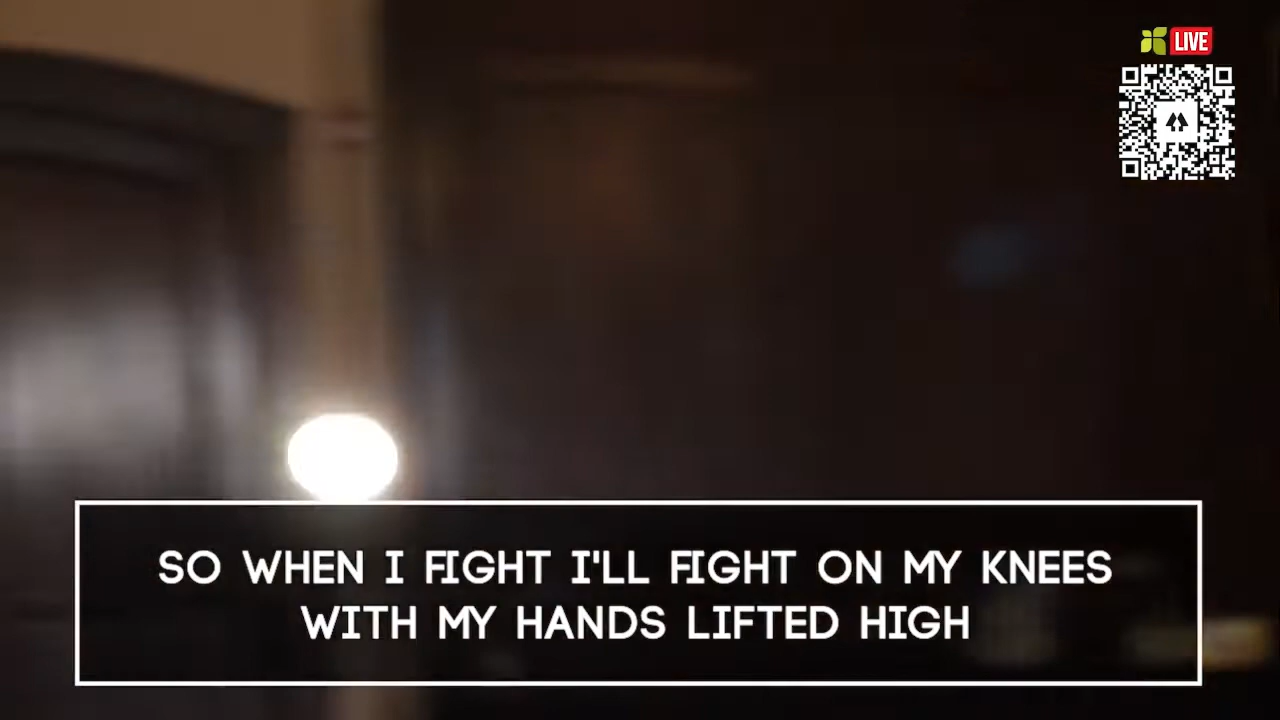 LIVE
SO WHEN I FIGHT I'LL FIGHT ON MY KNEES
WITH MY HANDS LIFTED HIGH